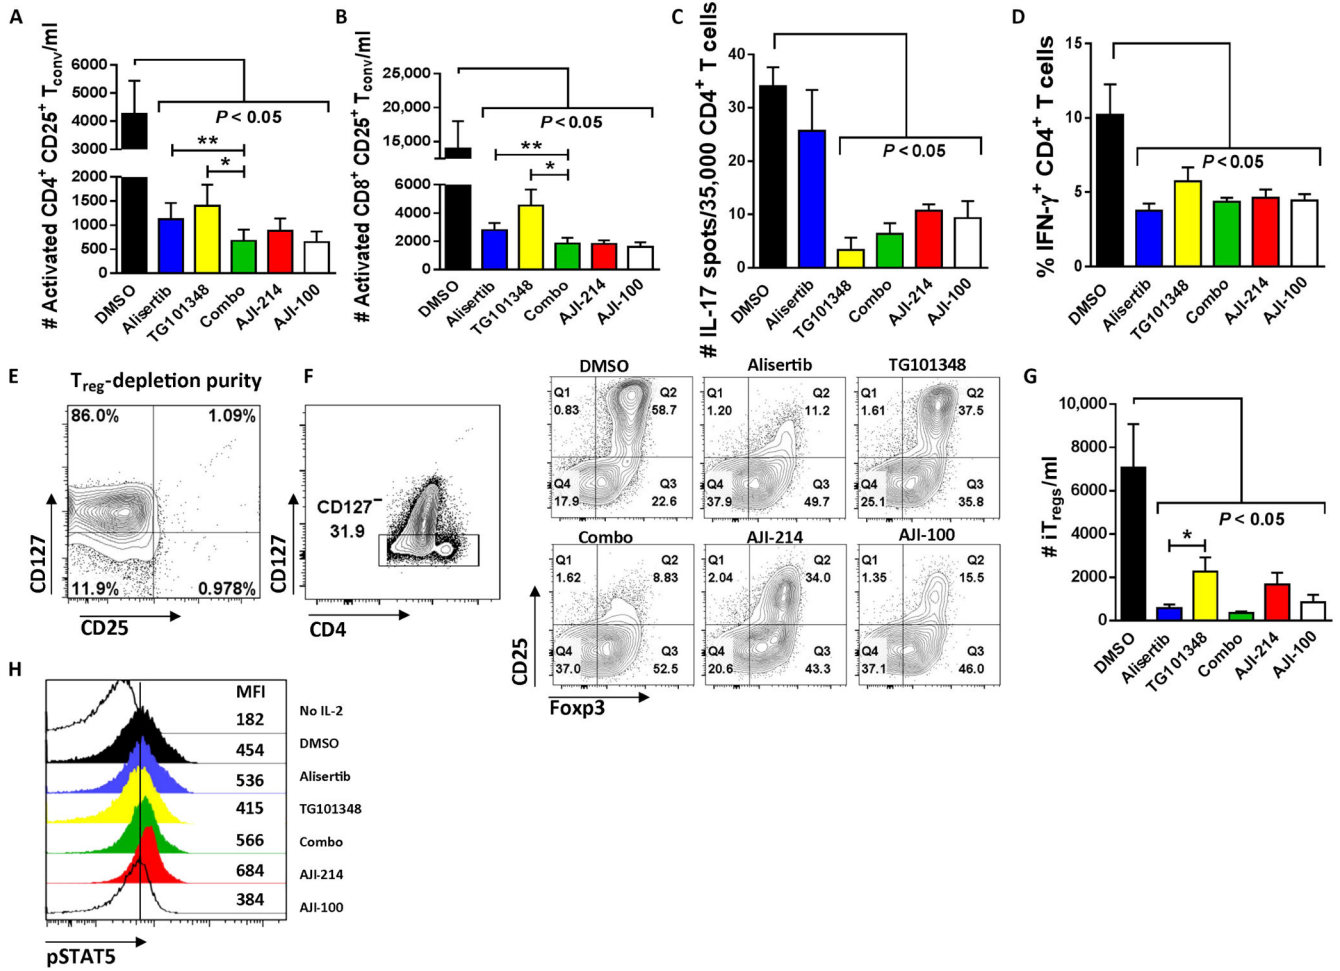 A
# Activated CD4+ CD25+ Tconv/ml
6000
5000
4000
3000
2000
1500
1000
500
0
P < 0.05
**
*
DMSO
Alisertib
TG101348
Combo
AJI-214
AJI-100
B
# Activated CD8+ CD25+ Tconv/ml
25,000
20,000
15,000
6000
4000
2000
0
P < 0.05
**
*
DMSO
Alisertib
TG101348
Combo
AJI-214
AJI-100
C
# IL-17 spots/35,000 CD4+ T cells
40
30
20
10
0
P < 0.05
DMSO
Alisertib
TG101348
Combo
AJI-214
AJI-100
D
% IFN-γ+ CD4+ T cells
15
10
5
0
P < 0.05
DMSO
Alisertib
TG101348
Combo
AJI-214
AJI-100
E
Treg-depletion purity
86.0%
1.09%
11.9%
0.978%
CD127
CD25
F
CD127−
31.9
CD127
CD4
DMSO
Q1
0.83
Q2
58.7
Q4
17.9
Q3
22.6
Alisertib
Q1
1.20
Q2
11.2
Q4
37.9
Q3
49.7
TG101348
Q1
1.61
Q2
37.5
Q4
25.1
Q3
35.8
Combo
Q1
1.62
Q2
8.83
Q4
37.0
Q3
52.5
AJI-214
Q1
2.04
Q2
34.0
Q4
20.6
Q3
43.3
AJI-100
Q1
1.35
Q2
15.5
Q4
37.1
Q3
46.0
CD25
Foxp3
G
# iTregs/ml
10,000
8000
6000
4000
2000
0
P < 0.05
*
DMSO
Alisertib
TG101348
Combo
AJI-214
AJI-100
H
MFI
182 No IL-2
454 DMSO
536 Alisertib
415 TG101348
566 Combo
684 AJI-214
384 AJI-100
pSTAT5